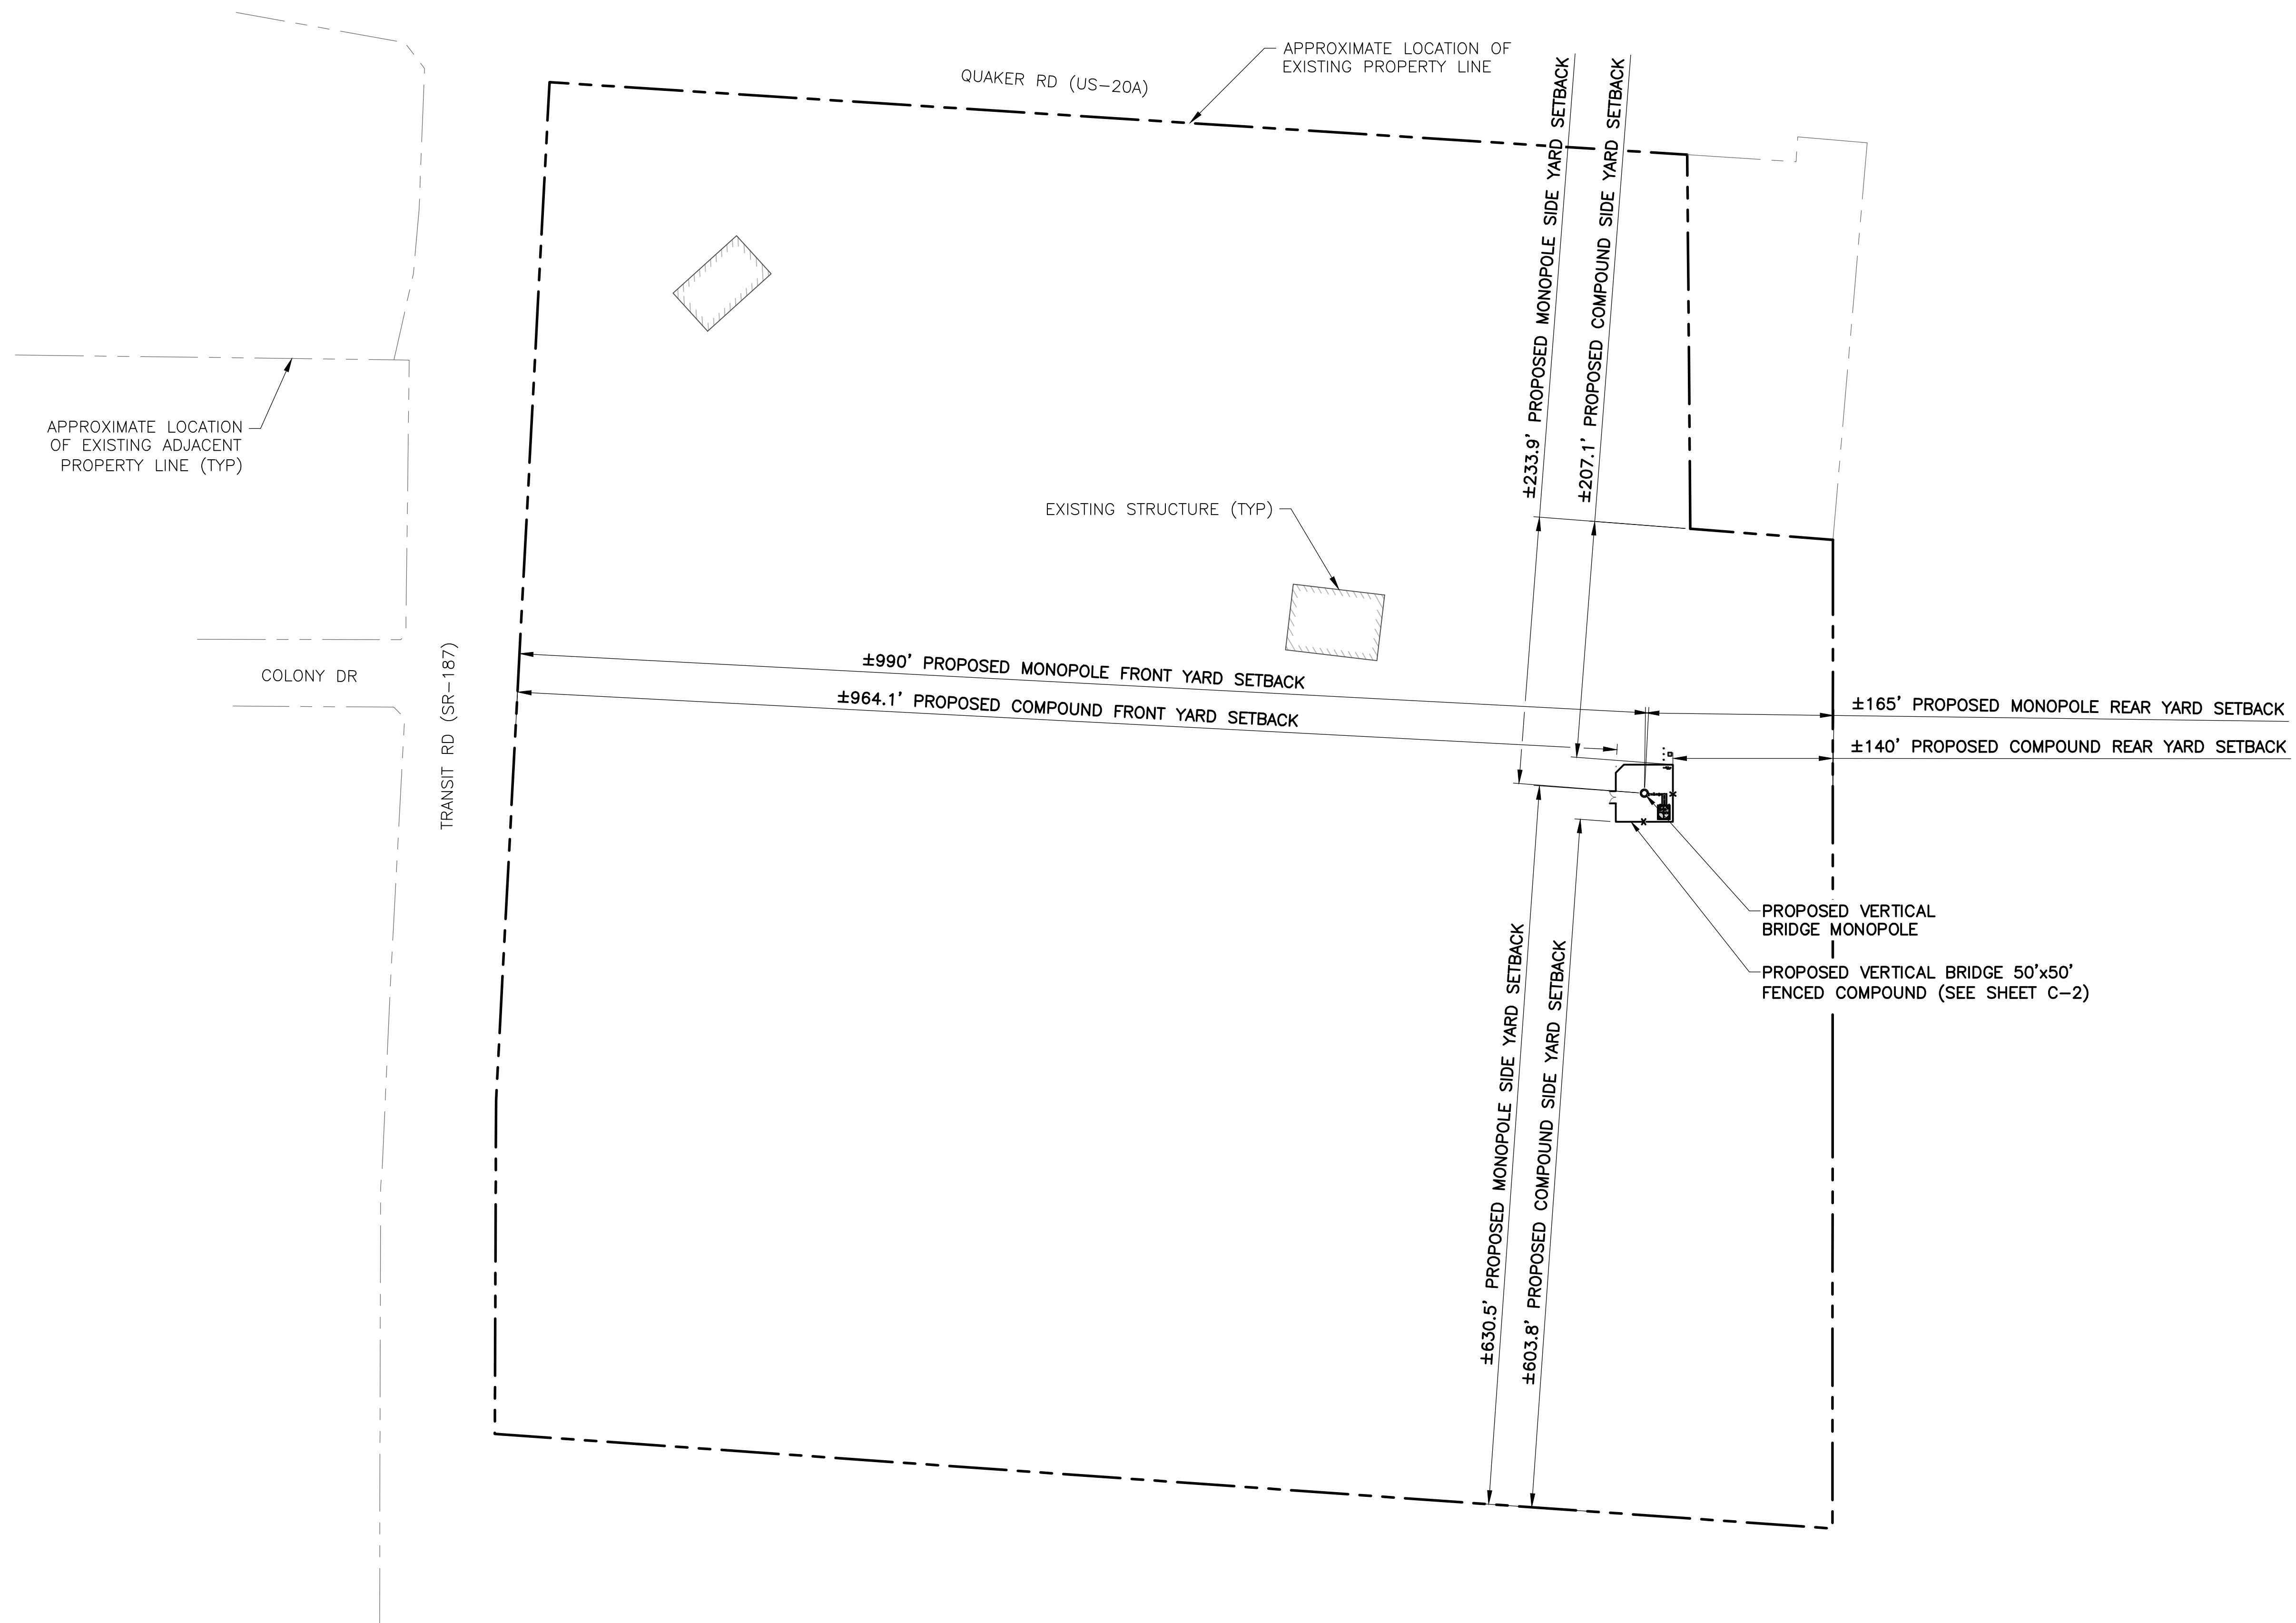 QUAKER RD (US-20A)
APPROXIMATE LOCATION OF
EXISTING PROPERTY LINE
±233.9' PROPOSED MONOPOLE SIDE YARD SETBACK
±207.1' PROPOSED COMPOUND SIDE YARD SETBACK
APPROXIMATE LOCATION
OF EXISTING ADJACENT
PROPERTY LINE (TYP)
EXISTING STRUCTURE (TYP)
COLONY DR
TRANSIT RD (SR-187)
±990' PROPOSED MONOPOLE FRONT YARD SETBACK
±964.1' PROPOSED COMPOUND FRONT YARD SETBACK
±165' PROPOSED MONOPOLE REAR YARD SETBACK
±140' PROPOSED COMPOUND REAR YARD SETBACK
PROPOSED VERTICAL
BRIDGE MONOPOLE
PROPOSED VERTICAL BRIDGE 50'x50'
FENCED COMPOUND (SEE SHEET C-2)
±630.5' PROPOSED MONOPOLE SIDE YARD SETBACK
±603.8' PROPOSED COMPOUND SIDE YARD SETBACK